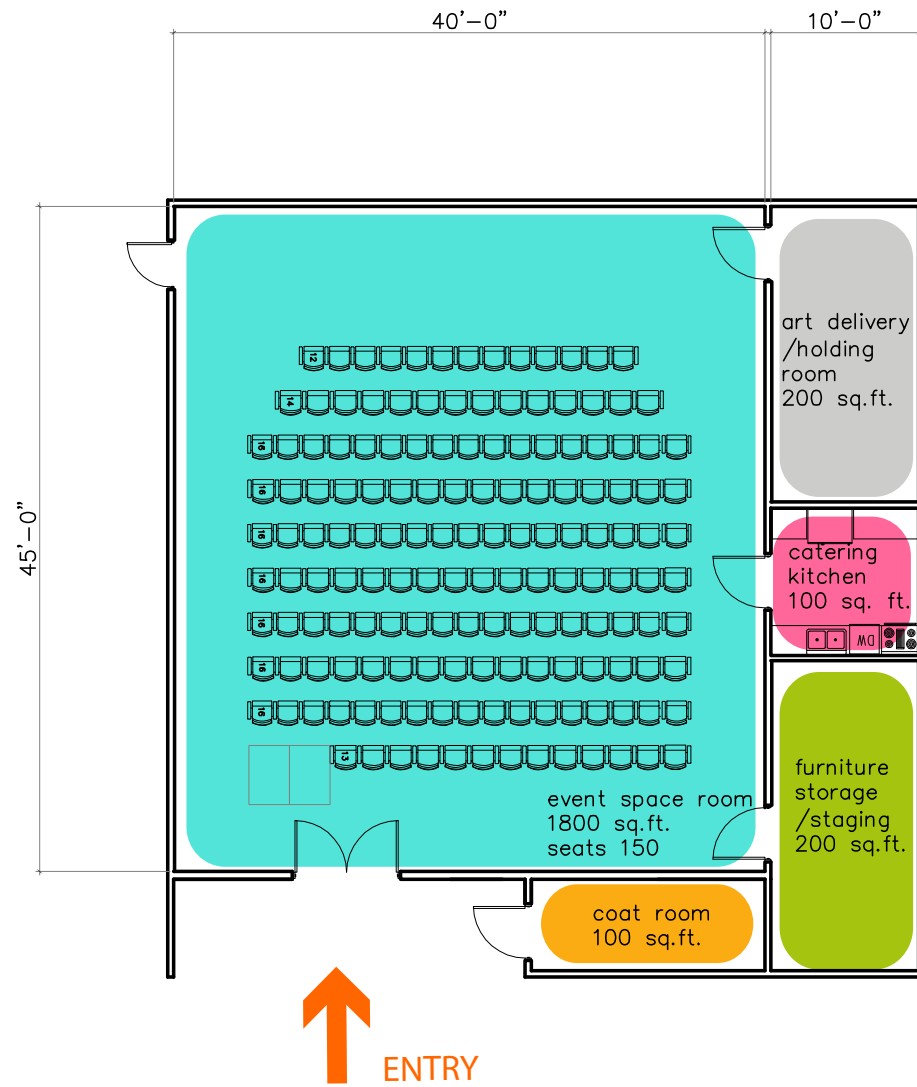 40'-0"
10'-0"
45'-0"
12
14
16
16
16
16
16
16
16
13
art delivery
/holding
room
200 sq.ft.
catering
kitchen
100 sq. ft.
DW
furniture
storage
/staging
200 sq.ft.
event space room
1800 sq.ft.
seats 150
coat room
100 sq.ft.
ENTRY